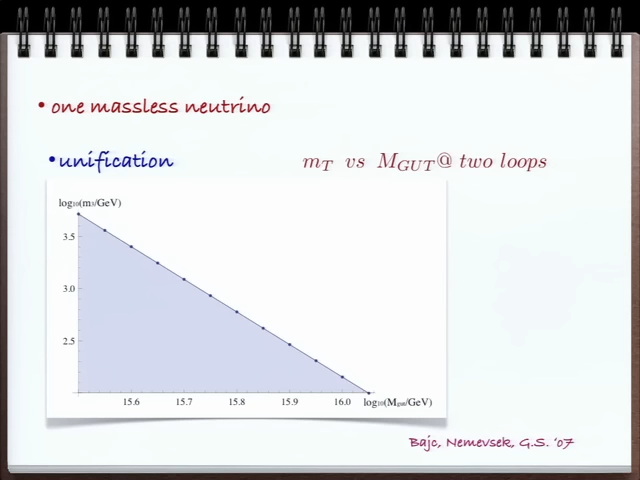 • one massless neutrino
• unification
m_T vs M_GUT @ two loops
log10(m3/GeV)
3.5
3.0
2.5
15.6 15.7 15.8 15.9 16.0 log10(Mgut/GeV)
Bajc, Nemevsek, G.S. '07